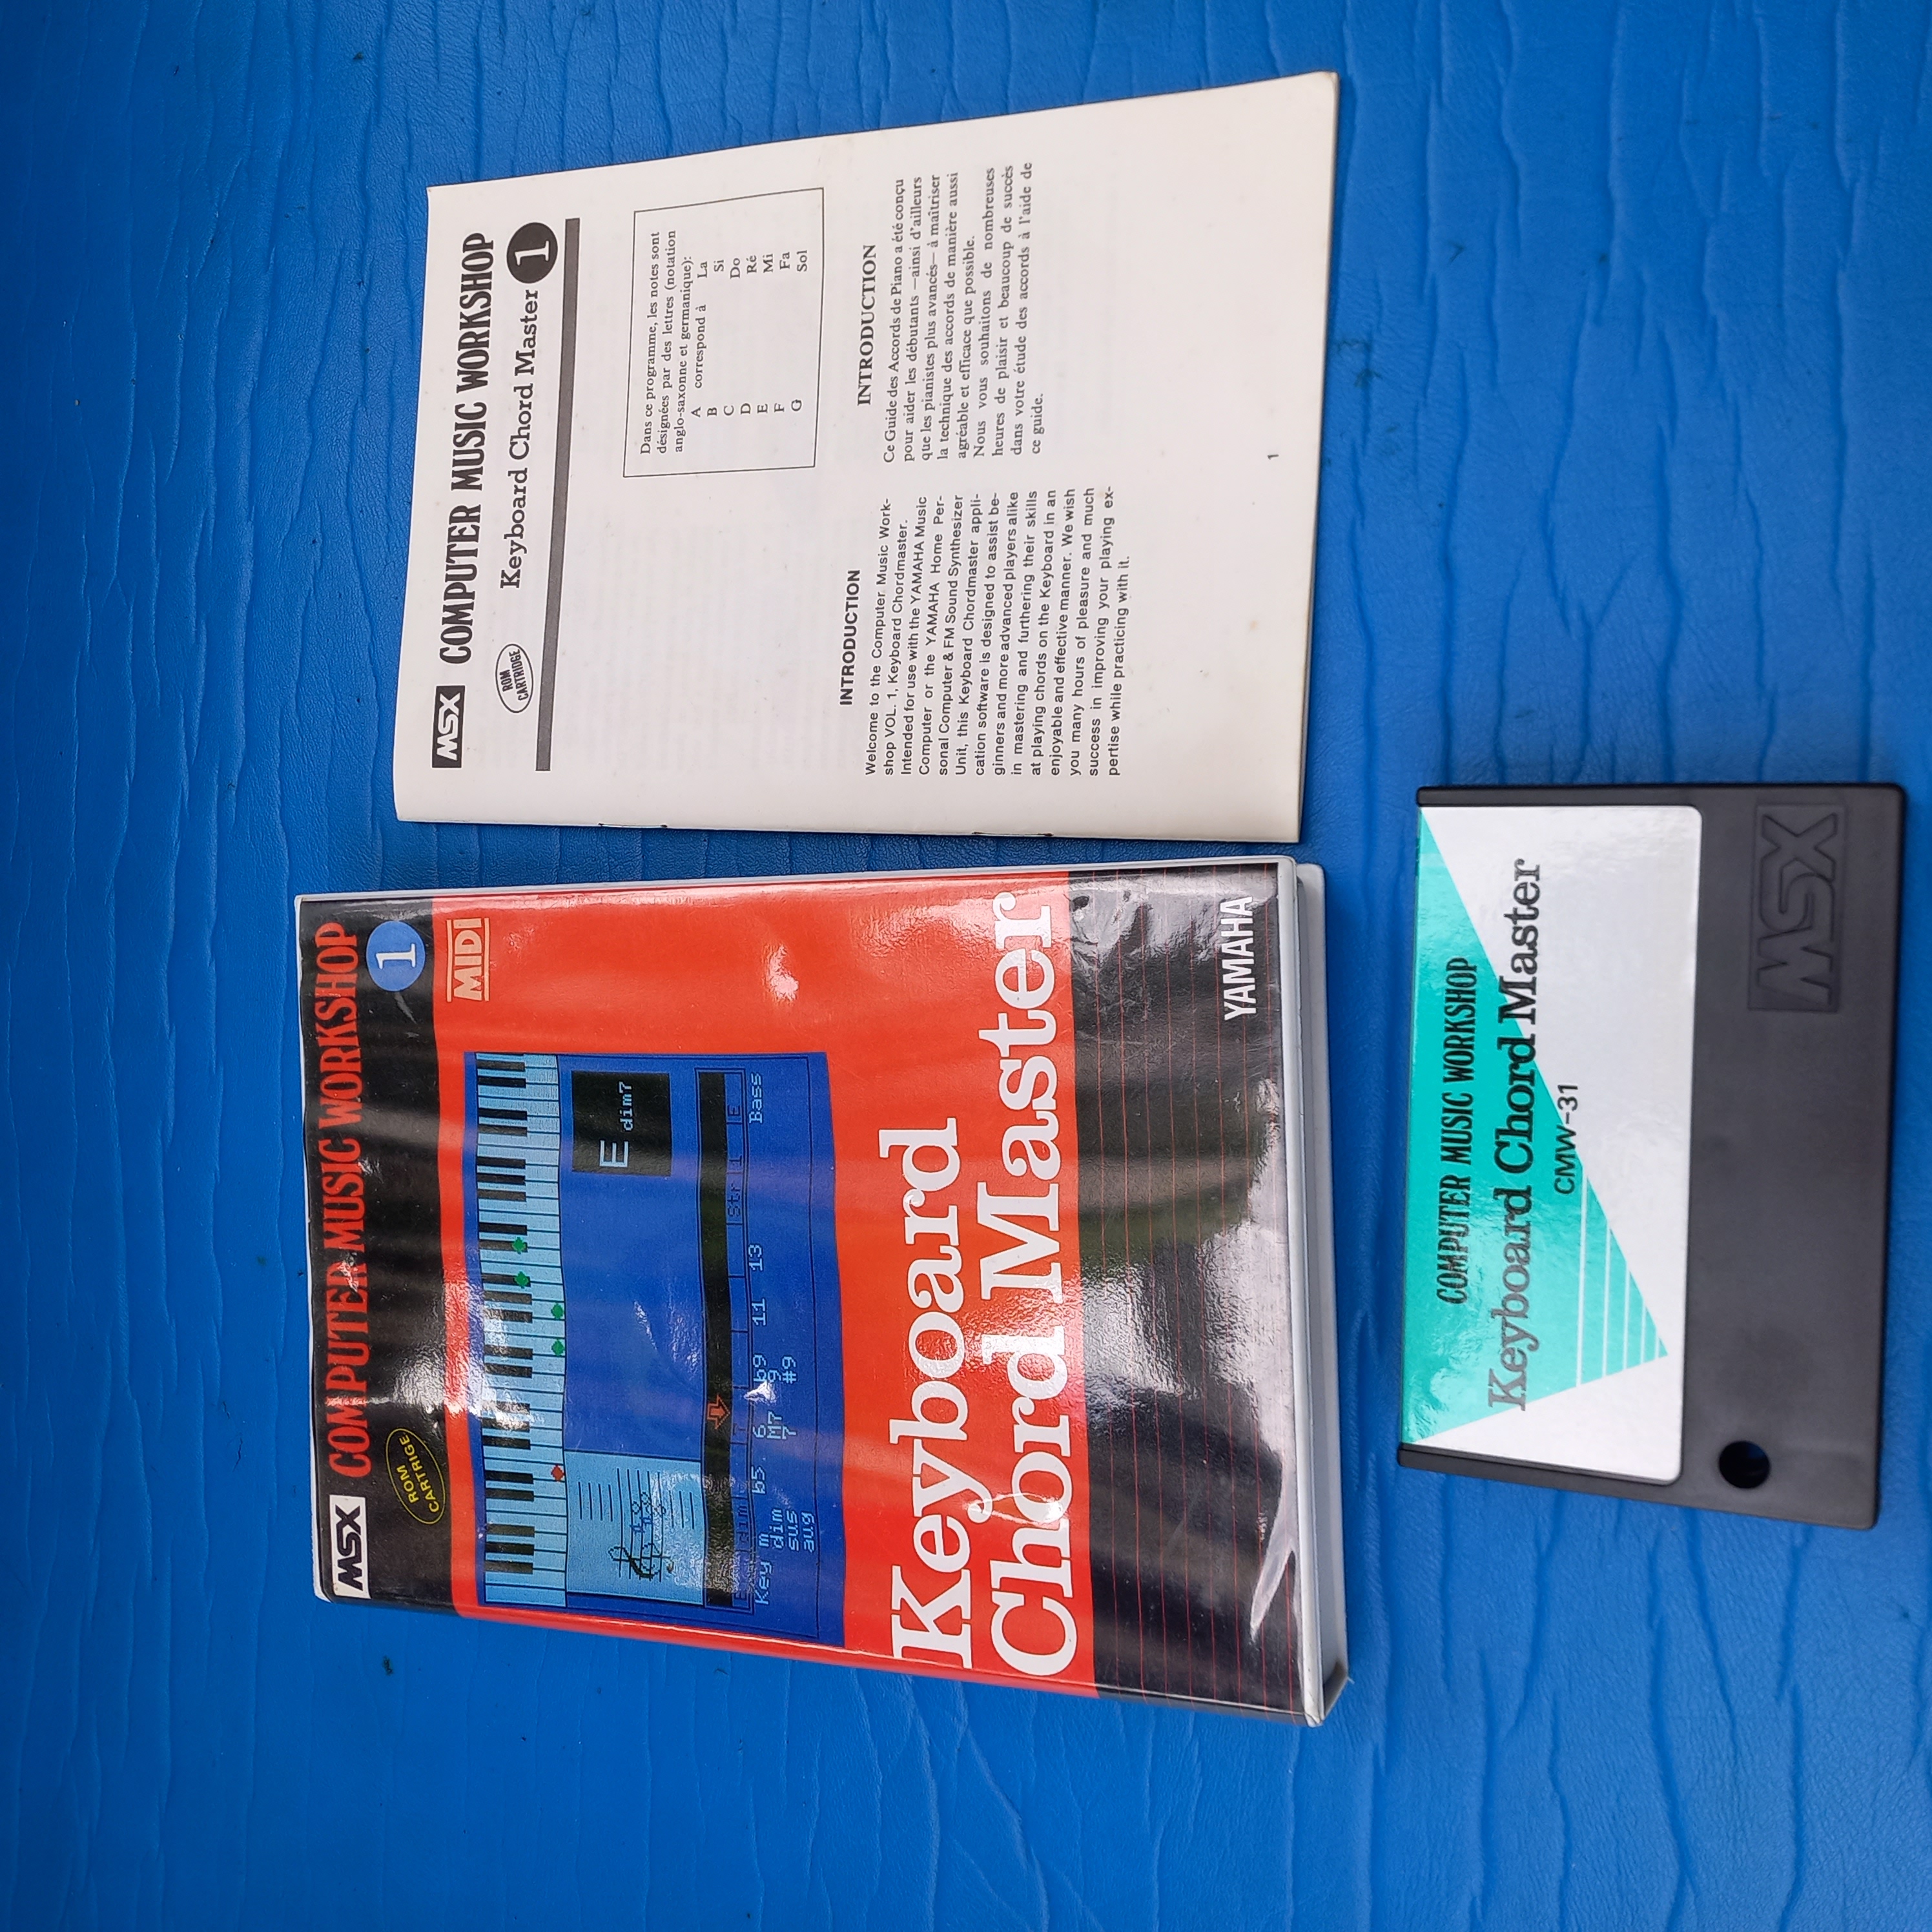 MSX COMPUTER MUSIC WORKSHOP
1
ROM
CARTRIGE
MIDI
E dim7
Str 1 E
Key m b5 6 b9 11 13 Bass
dim M7 9
sus 7 #9
aug
Keyboard
Chord Master
YAMAHA
MSX COMPUTER MUSIC WORKSHOP
ROM
CARTRIDGE
Keyboard Chord Master 1
Dans ce programme, les notes sont
désignées par des lettres (notation
anglo-saxonne et germanique):
A correspond à La
B Si
C Do
D Ré
E Mi
F Fa
G Sol
INTRODUCTION
Welcome to the Computer Music Work-
shop VOL. 1, Keyboard Chordmaster.
Intended for use with the YAMAHA Music
Computer or the YAMAHA Home Per-
sonal Computer & FM Sound Synthesizer
Unit, this Keyboard Chordmaster appli-
cation software is designed to assist be-
ginners and more advanced players alike
in mastering and furthering their skills
at playing chords on the Keyboard in an
enjoyable and effective manner. We wish
you many hours of pleasure and much
success in improving your playing ex-
pertise while practicing with it.
INTRODUCTION
Ce Guide des Accords de Piano a été conçu
pour aider les débutants —ainsi d'ailleurs
que les pianistes plus avancés— à maîtriser
la technique des accords de manière aussi
agréable et efficace que possible.
Nous vous souhaitons de nombreuses
heures de plaisir et beaucoup de succès
dans votre étude des accords à l'aide de
ce guide.
1
COMPUTER MUSIC WORKSHOP
Keyboard Chord Master
CMW-31
MSX